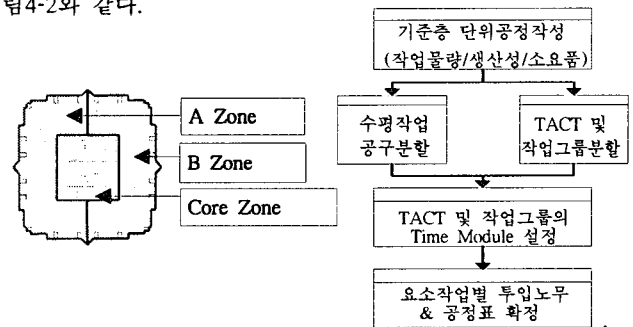 림4-2와 같다.
A Zone
B Zone
Core Zone
기준층 단위공정작성
(작업물량/생산성/소요품)
수평작업
공구분할
TACT 및
작업그룹분할
TACT 및 작업그룹의
Time Module 설정
요소작업별 투입노무
& 공정표 확정